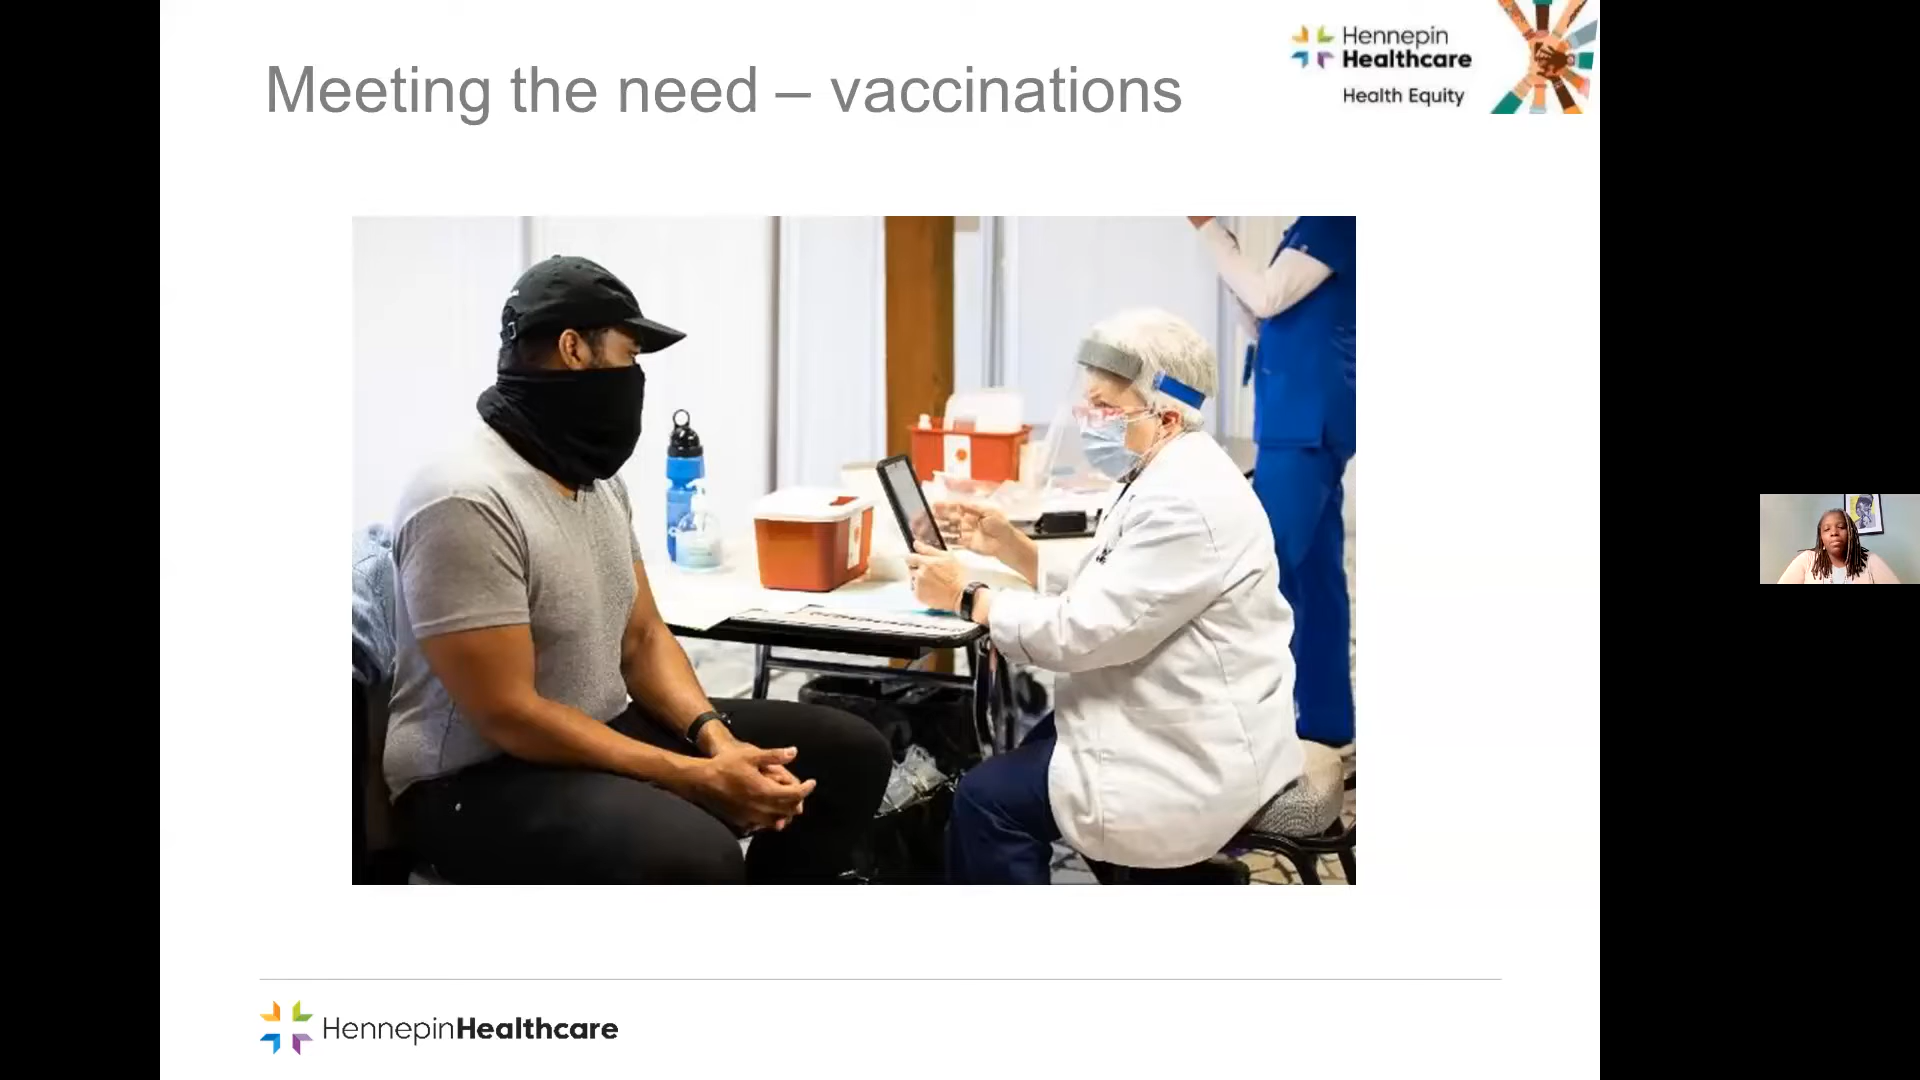 Meeting the need – vaccinations
Hennepin
Healthcare
Health Equity
HennepinHealthcare